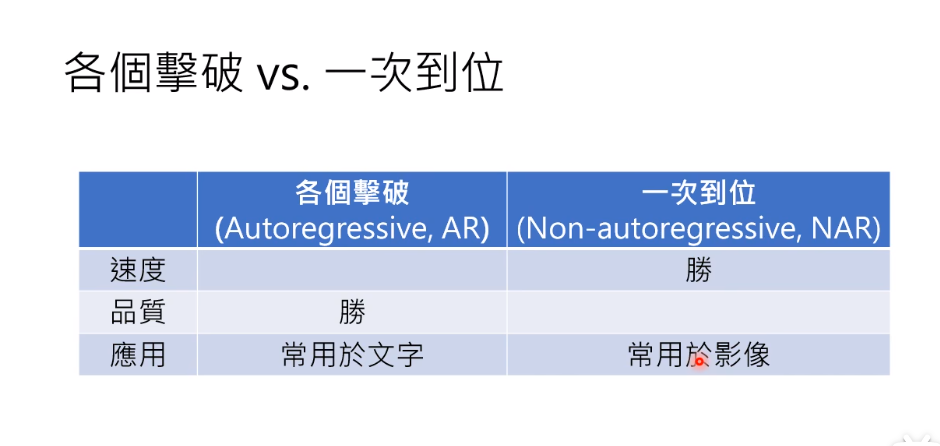 各個擊破 vs. 一次到位
各個擊破 一次到位
(Autoregressive, AR) (Non-autoregressive, NAR)
速度 勝
品質 勝
應用 常用於文字 常用於影像